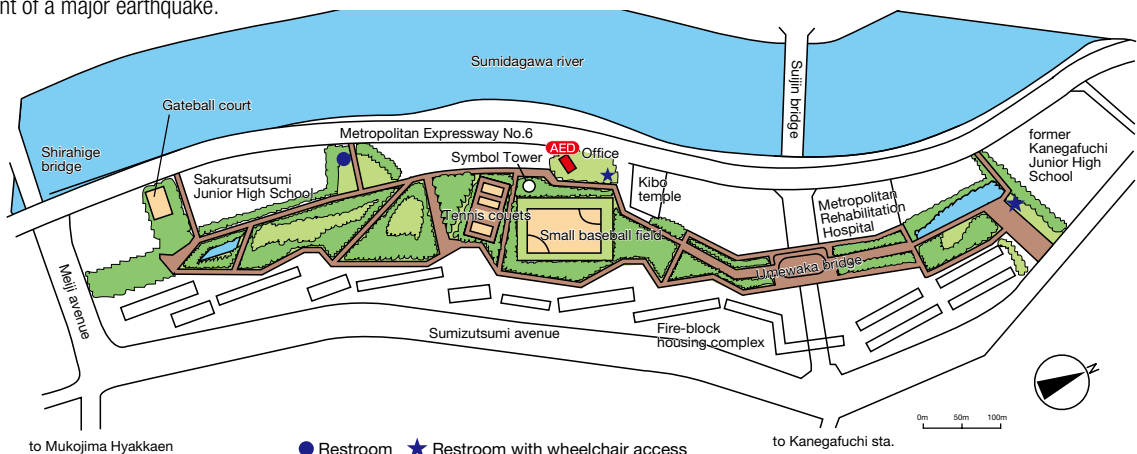 nt of a major earthquake.
Sumidagawa river
Suijin bridge
Gateball court
Metropolitan Expressway No.6
AED
Office
Symbol Tower
former
Kanegafuchi
Junior High
School
Shirahige
bridge
Sakuratsutsumi
Junior High School
Kibo
temple
Metropolitan
Rehabilitation
Hospital
Tennis couets
Small baseball field
Umewaka bridge
Meiji avenue
Sumizutsumi avenue
Fire-block
housing complex
N
0m 50m 100m
to Mukojima Hyakkaen
Restroom
Restroom with wheelchair access
to Kanegafuchi sta.